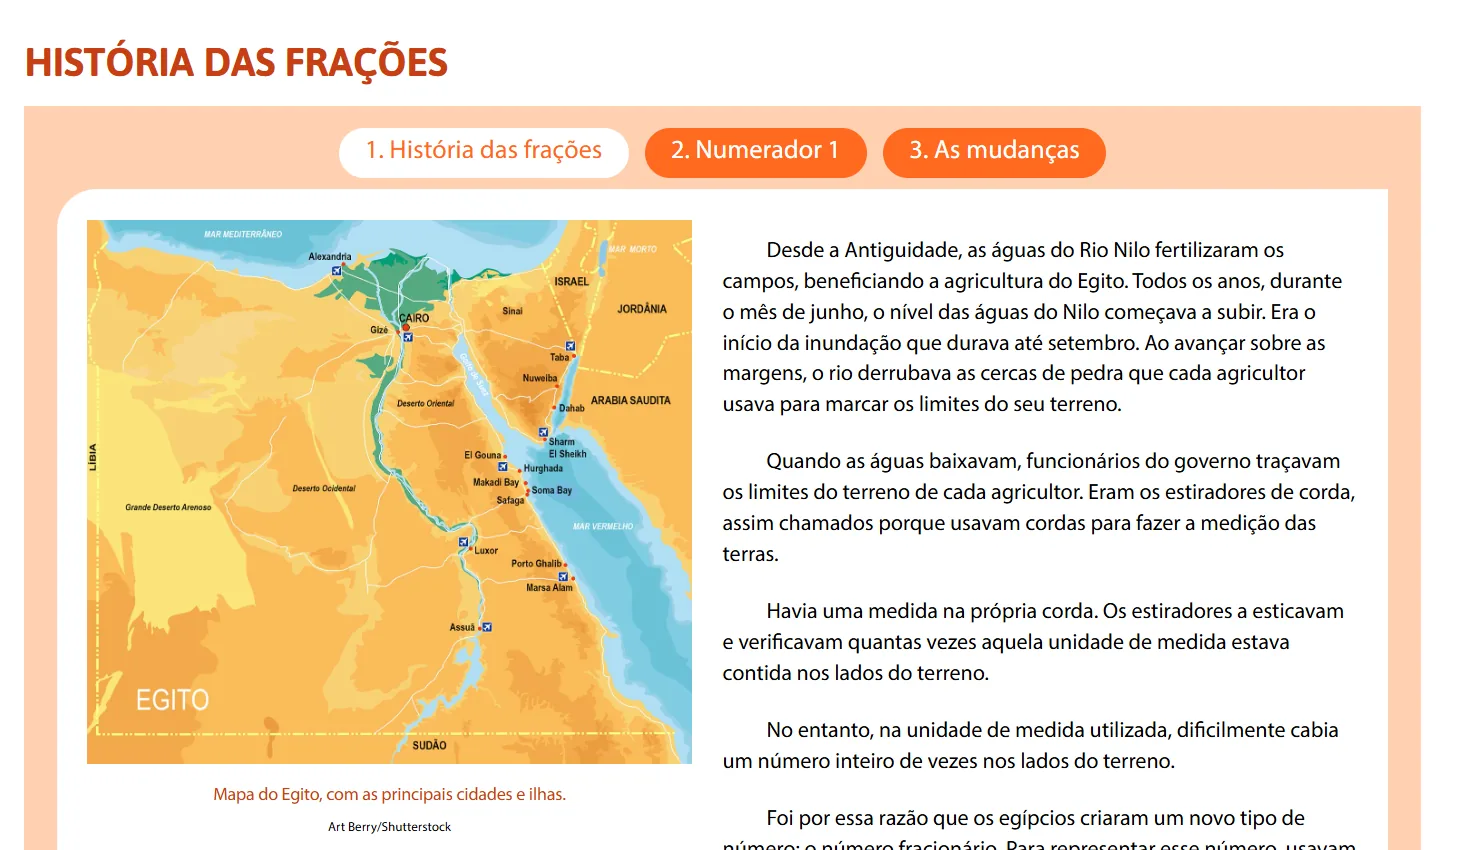 HISTÓRIA DAS FRAÇÕES
1. História das frações
2. Numerador 1
3. As mudanças
MAR MEDITERRÂNEO
MAR MORTO
Alexandria
ISRAEL
Sinai
JORDÂNIA
CAIRO
Gizé
Taba
Golfo de Suez
Nuweiba
Deserto Oriental
Dahab
ARABIA SAUDITA
Sharm
El Sheikh
LÍBIA
El Gouna
Hurghada
Makadi Bay
Soma Bay
Safaga
Deserto Ocidental
Grande Deserto Arenoso
MAR VERMELHO
Luxor
Porto Ghalib
Marsa Alam
Assuã
EGITO
SUDÃO
Mapa do Egito, com as principais cidades e ilhas.
Art Berry/Shutterstock
Desde a Antiguidade, as águas do Rio Nilo fertilizaram os
campos, beneficiando a agricultura do Egito. Todos os anos, durante
o mês de junho, o nível das águas do Nilo começava a subir. Era o
início da inundação que durava até setembro. Ao avançar sobre as
margens, o rio derrubava as cercas de pedra que cada agricultor
usava para marcar os limites do seu terreno.
Quando as águas baixavam, funcionários do governo traçavam
os limites do terreno de cada agricultor. Eram os estiradores de corda,
assim chamados porque usavam cordas para fazer a medição das
terras.
Havia uma medida na própria corda. Os estiradores a esticavam
e verificavam quantas vezes aquela unidade de medida estava
contida nos lados do terreno.
No entanto, na unidade de medida utilizada, dificilmente cabia
um número inteiro de vezes nos lados do terreno.
Foi por essa razão que os egípcios criaram um novo tipo de
número: o número fracionário. Para representar esse número, usavam